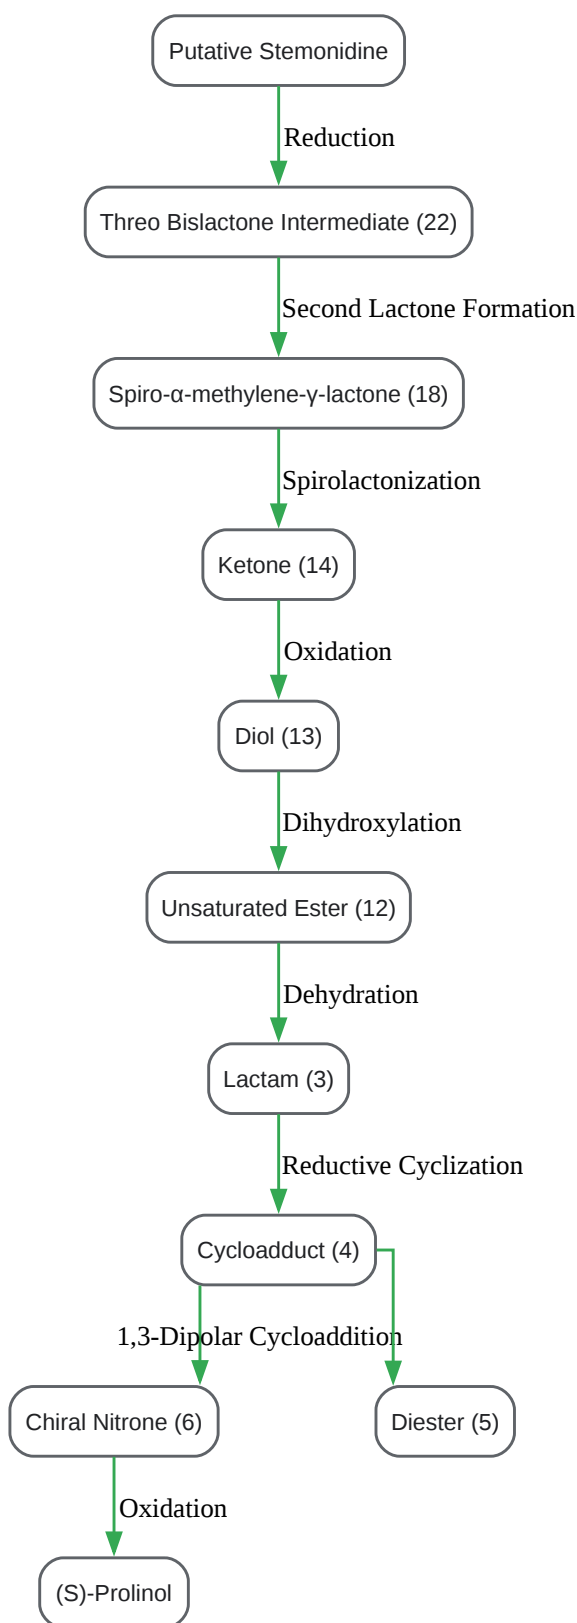 Putative Stemonidine
Reduction
Threo Bislactone Intermediate (22)
Second Lactone Formation
Spiro-α-methylene-γ-lactone (18)
Spirolactonization
Ketone (14)
Oxidation
Diol (13)
Dihydroxylation
Unsaturated Ester (12)
Dehydration
Lactam (3)
Reductive Cyclization
Cycloadduct (4)
1,3-Dipolar Cycloaddition
Chiral Nitrone (6)
Diester (5)
Oxidation
(S)-Prolinol